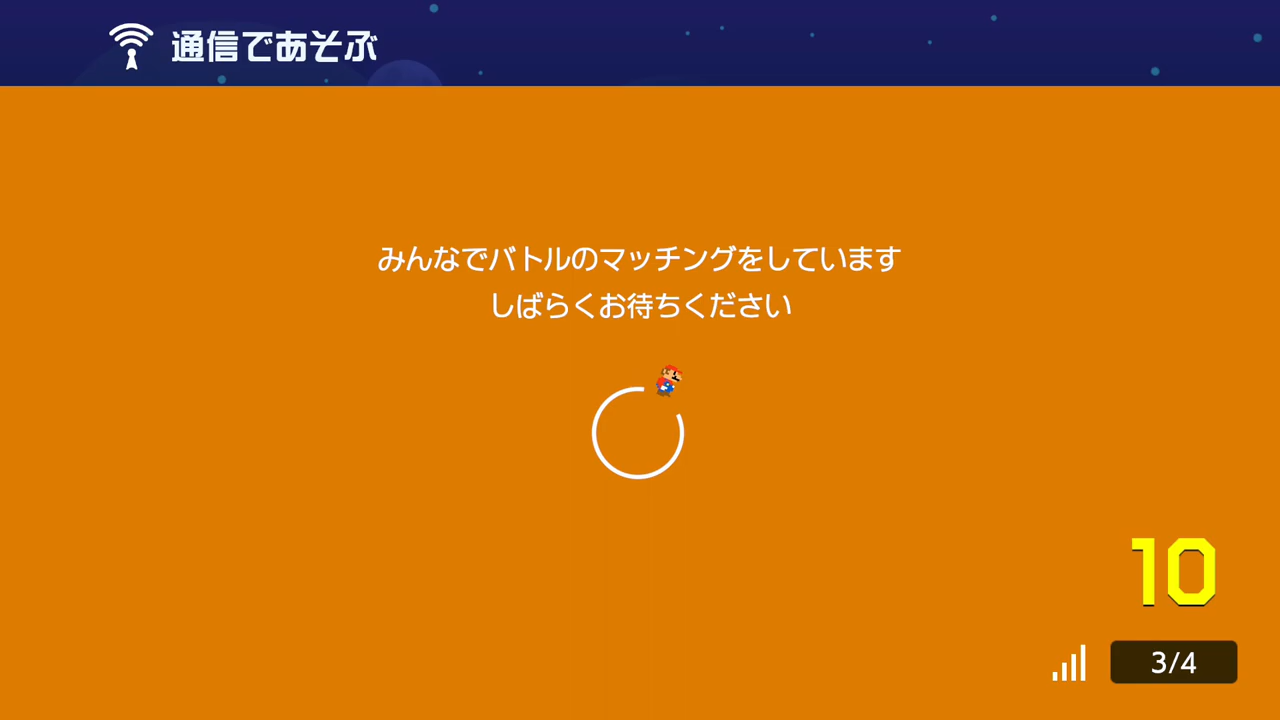 通信であそぶ
みんなでバトルのマッチングをしています
しばらくお待ちください
10
3/4